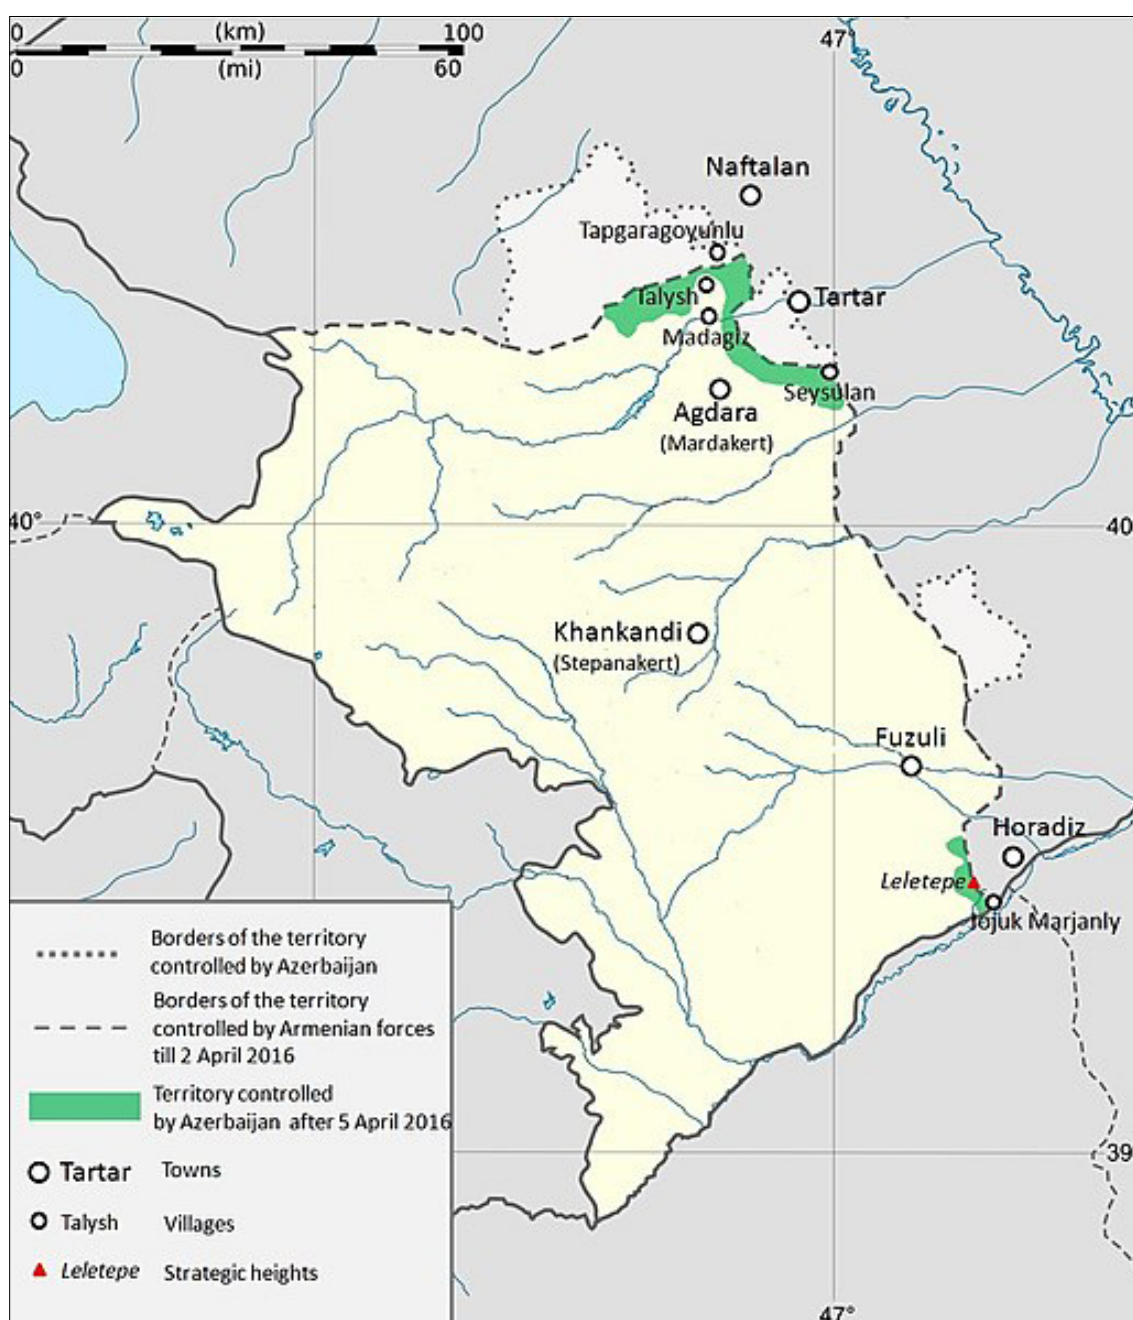 0 (km) 100
0 (mi) 60
47°
Naftalan
Tapgaragoyunlu
Talysh
Tartar
Madagiz
Seysulan
Agdara
(Mardakert)
40°
40
Khankandi
(Stepanakert)
Fuzuli
Horadiz
Leletepe
Jojuk Marjanly
Borders of the territory
controlled by Azerbaijan
Borders of the territory
controlled by Armenian forces
till 2 April 2016
Territory controlled
by Azerbaijan after 5 April 2016
Tartar Towns
Talysh Villages
Leletepe Strategic heights
39
47°